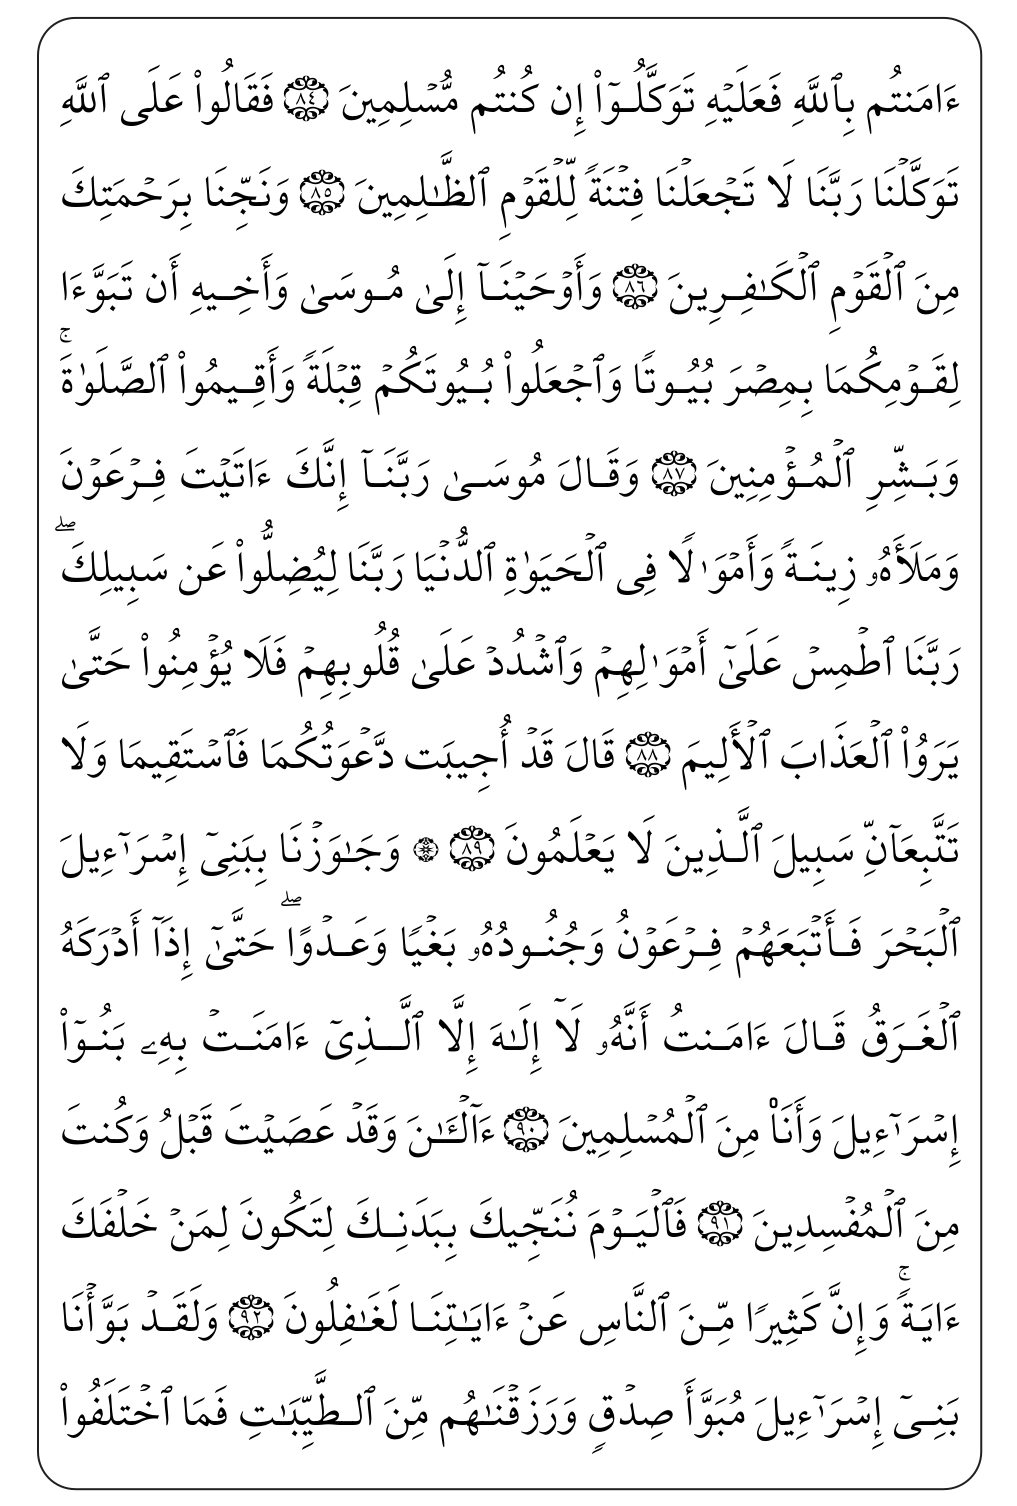 ءَامَنتُم بِٱللَّهِ فَعَلَيْهِ تَوَكَّلُوٓا۟ إِن كُنتُم مُّسْلِمِينَ ٨٤ فَقَالُوا۟ عَلَى ٱللَّهِ
تَوَكَّلْنَا رَبَّنَا لَا تَجْعَلْنَا فِتْنَةً لِّلْقَوْمِ ٱلظَّـٰلِمِينَ ٨٥ وَنَجِّنَا بِرَحْمَتِكَ
مِنَ ٱلْقَوْمِ ٱلْكَـٰفِرِينَ ٨٦ وَأَوْحَيْنَآ إِلَىٰ مُوسَىٰ وَأَخِيهِ أَن تَبَوَّءَا
لِقَوْمِكُمَا بِمِصْرَ بُيُوتًا وَٱجْعَلُوا۟ بُيُوتَكُمْ قِبْلَةً وَأَقِيمُوا۟ ٱلصَّلَوٰةَ ۚ
وَبَشِّرِ ٱلْمُؤْمِنِينَ ٨٧ وَقَالَ مُوسَىٰ رَبَّنَآ إِنَّكَ ءَاتَيْتَ فِرْعَوْنَ
وَمَلَأَهُۥ زِينَةً وَأَمْوَٰلًا فِى ٱلْحَيَوٰةِ ٱلدُّنْيَا رَبَّنَا لِيُضِلُّوا۟ عَن سَبِيلِكَ ۖ
رَبَّنَا ٱطْمِسْ عَلَىٰٓ أَمْوَٰلِهِمْ وَٱشْدُدْ عَلَىٰ قُلُوبِهِمْ فَلَا يُؤْمِنُوا۟ حَتَّىٰ
يَرَوُا۟ ٱلْعَذَابَ ٱلْأَلِيمَ ٨٨ قَالَ قَدْ أُجِيبَت دَّعْوَتُكُمَا فَٱسْتَقِيمَا وَلَا
تَتَّبِعَآنِّ سَبِيلَ ٱلَّذِينَ لَا يَعْلَمُونَ ٨٩ ۞ وَجَـٰوَزْنَا بِبَنِىٓ إِسْرَٰٓءِيلَ
ٱلْبَحْرَ فَأَتْبَعَهُمْ فِرْعَوْنُ وَجُنُودُهُۥ بَغْيًا وَعَدْوًا ۖ حَتَّىٰٓ إِذَآ أَدْرَكَهُ
ٱلْغَرَقُ قَالَ ءَامَنتُ أَنَّهُۥ لَآ إِلَـٰهَ إِلَّا ٱلَّذِىٓ ءَامَنَتْ بِهِۦ بَنُوٓا۟
إِسْرَٰٓءِيلَ وَأَنَا۠ مِنَ ٱلْمُسْلِمِينَ ٩٠ ءَآلْـَٔـٰنَ وَقَدْ عَصَيْتَ قَبْلُ وَكُنتَ
مِنَ ٱلْمُفْسِدِينَ ٩١ فَٱلْيَوْمَ نُنَجِّيكَ بِبَدَنِكَ لِتَكُونَ لِمَنْ خَلْفَكَ
ءَايَةً ۚ وَإِنَّ كَثِيرًا مِّنَ ٱلنَّاسِ عَنْ ءَايَـٰتِنَا لَغَـٰفِلُونَ ٩٢ وَلَقَدْ بَوَّأْنَا
بَنِىٓ إِسْرَٰٓءِيلَ مُبَوَّأَ صِدْقٍ وَرَزَقْنَـٰهُم مِّنَ ٱلطَّيِّبَـٰتِ فَمَا ٱخْتَلَفُوا۟